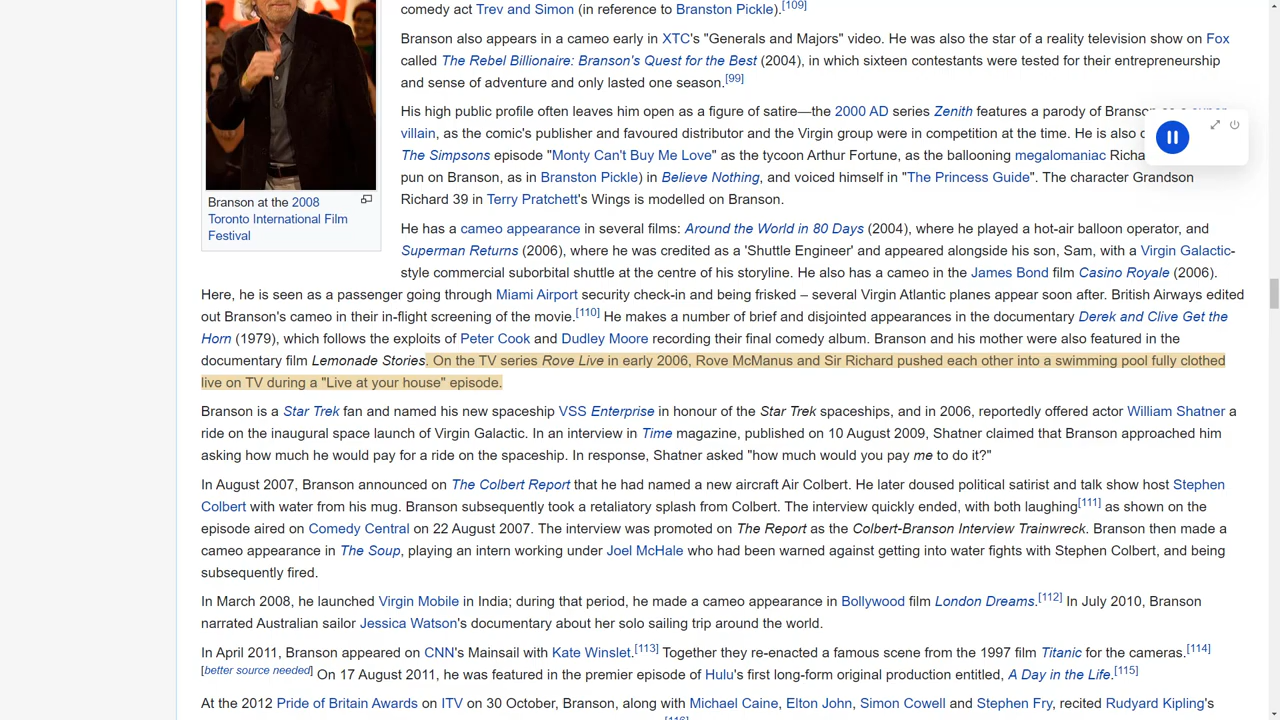 comedy act Trev and Simon (in reference to Branston Pickle).[109]
Branson also appears in a cameo early in XTC's "Generals and Majors" video. He was also the star of a reality television show on Fox
called The Rebel Billionaire: Branson's Quest for the Best (2004), in which sixteen contestants were tested for their entrepreneurship
and sense of adventure and only lasted one season.[99]
His high public profile often leaves him open as a figure of satire—the 2000 AD series Zenith features a parody of Branson as a super
villain, as the comic's publisher and favoured distributor and the Virgin group were in competition at the time. He is also
The Simpsons episode "Monty Can't Buy Me Love" as the tycoon Arthur Fortune, as the ballooning megalomaniac
pun on Branson, as in Branston Pickle) in Believe Nothing, and voiced himself in "The Princess Guide". The character Grandson
Richard 39 in Terry Pratchett's Wings is modelled on Branson.
Branson at the 2008
Toronto International Film
Festival
He has a cameo appearance in several films: Around the World in 80 Days (2004), where he played a hot-air balloon operator, and
Superman Returns (2006), where he was credited as a 'Shuttle Engineer' and appeared alongside his son, Sam, with a Virgin Galactic-
style commercial suborbital shuttle at the centre of his storyline. He also has a cameo in the James Bond film Casino Royale (2006).
Here, he is seen as a passenger going through Miami Airport security check-in and being frisked – several Virgin Atlantic planes appear soon after. British Airways edited
out Branson's cameo in their in-flight screening of the movie.[110] He makes a number of brief and disjointed appearances in the documentary Derek and Clive Get the
Horn (1979), which follows the exploits of Peter Cook and Dudley Moore recording their final comedy album. Branson and his mother were also featured in the
documentary film Lemonade Stories. On the TV series Rove Live in early 2006, Rove McManus and Sir Richard pushed each other into a swimming pool fully clothed
live on TV during a "Live at your house" episode.
Branson is a Star Trek fan and named his new spaceship VSS Enterprise in honour of the Star Trek spaceships, and in 2006, reportedly offered actor William Shatner a
ride on the inaugural space launch of Virgin Galactic. In an interview in Time magazine, published on 10 August 2009, Shatner claimed that Branson approached him
asking how much he would pay for a ride on the spaceship. In response, Shatner asked "how much would you pay me to do it?"
In August 2007, Branson announced on The Colbert Report that he had named a new aircraft Air Colbert. He later doused political satirist and talk show host Stephen
Colbert with water from his mug. Branson subsequently took a retaliatory splash from Colbert. The interview quickly ended, with both laughing[111] as shown on the
episode aired on Comedy Central on 22 August 2007. The interview was promoted on The Report as the Colbert-Branson Interview Trainwreck. Branson then made a
cameo appearance in The Soup, playing an intern working under Joel McHale who had been warned against getting into water fights with Stephen Colbert, and being
subsequently fired.
In March 2008, he launched Virgin Mobile in India; during that period, he made a cameo appearance in Bollywood film London Dreams.[112] In July 2010, Branson
narrated Australian sailor Jessica Watson's documentary about her solo sailing trip around the world.
In April 2011, Branson appeared on CNN's Mainsail with Kate Winslet.[113] Together they re-enacted a famous scene from the 1997 film Titanic for the cameras.[114]
[better source needed] On 17 August 2011, he was featured in the premier episode of Hulu's first long-form original production entitled, A Day in the Life.[115]
At the 2012 Pride of Britain Awards on ITV on 30 October, Branson, along with Michael Caine, Elton John, Simon Cowell and Stephen Fry, recited Rudyard Kipling's